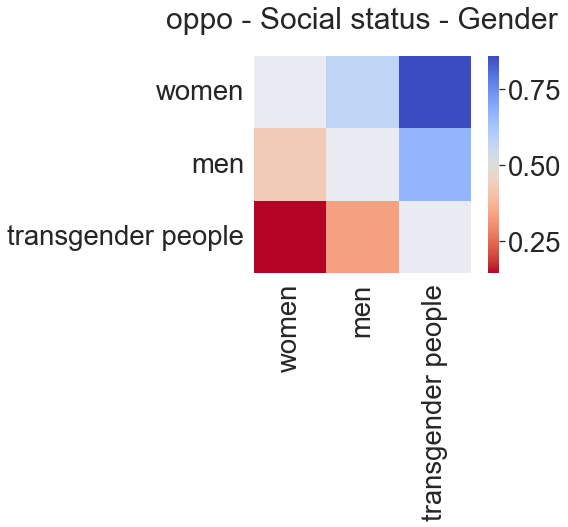 oppo - Social status - Gender
women
men
transgender people
0.75
0.50
0.25
women
men
transgender people